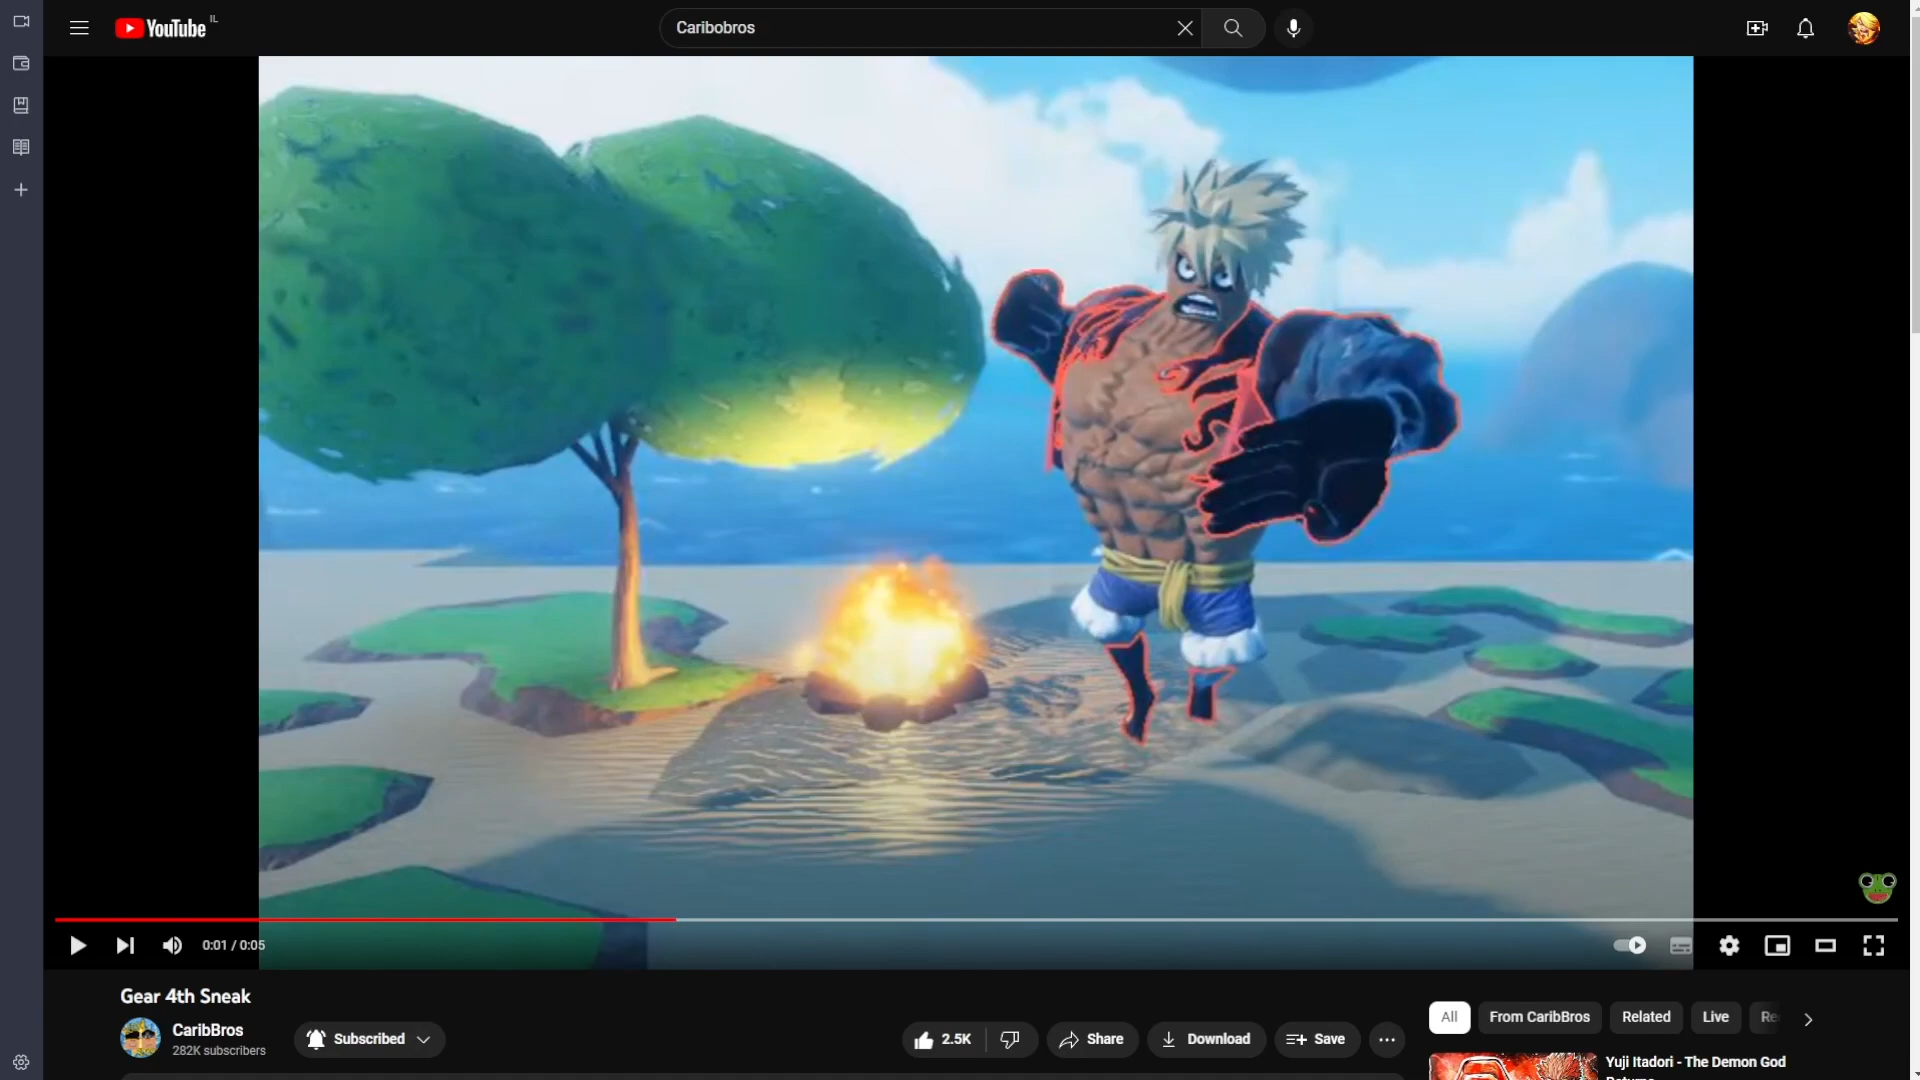 YouTube IL
Caribobros
0:01 / 0:05
Gear 4th Sneak
CaribBros
282K subscribers
Subscribed
2.5K
Share
Download
Save
All
From CaribBros
Related
Live
Yuji Itadori - The Demon God